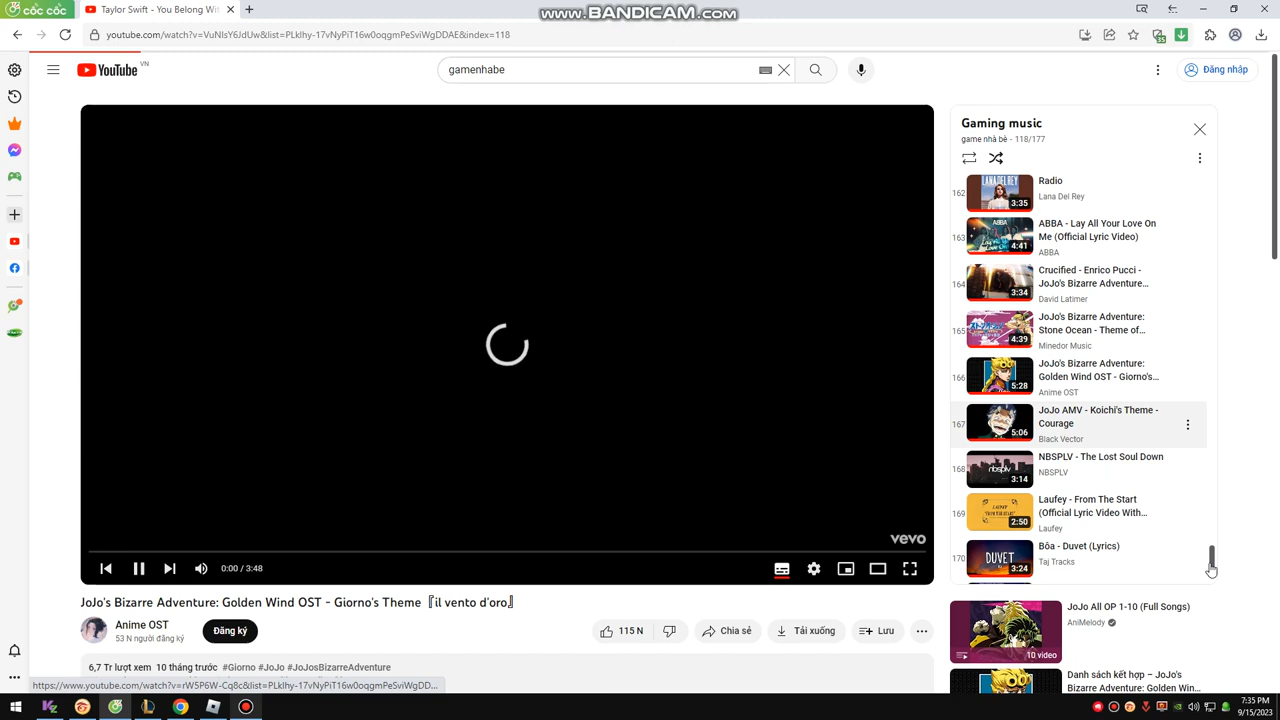 cốc cốc
Taylor Swift - You Belong With
www.BANDICAM.com
youtube.com/watch?v=VuNIsY6JdUw&list=PLklhy-17vNyPiT16w0oqgmPeSviWgDDAE&index=118
YouTube VN
gamenhabe
Đăng nhập
Gaming music
game nhà bè - 118/177
162
3:35
Radio
Lana Del Rey
163
4:41
ABBA - Lay All Your Love On
Me (Official Lyric Video)
ABBA
164
3:34
Crucified - Enrico Pucci -
JoJo's Bizarre Adventure...
David Latimer
165
4:39
JoJo's Bizarre Adventure:
Stone Ocean - Theme of...
Minedor Music
166
5:28
JoJo's Bizarre Adventure:
Golden Wind OST - Giorno's...
Anime OST
167
5:06
JoJo AMV - Koichi's Theme -
Courage
Black Vector
168
nbsplv
3:14
NBSPLV - The Lost Soul Down
NBSPLV
169
2:50
Laufey - From The Start
(Official Lyric Video With...
Laufey
170
DUVET
3:24
Bôa - Duvet (Lyrics)
Taj Tracks
vevo
0:00 / 3:48
JoJo's Bizarre Adventure: Golden Wind OST - Giorno's Theme『il vento d'oro』
Anime OST
53 N người đăng ký
Đăng ký
115 N
Chia sẻ
Tải xuống
Lưu
6,7 Tr lượt xem 10 tháng trước #Giorno #JoJo #JoJosBizarreAdventure
10 video
JoJo All OP 1-10 (Full Songs)
AniMelody
Danh sách kết hợp – JoJo's
Bizarre Adventure: Golden Win...
https://www.youtube.com/watch?v=rW5P6W-Cq8c&list=PLklhy-17vNyPiT16w0oqgmPeSviWgD...
7:35 PM
9/15/2023